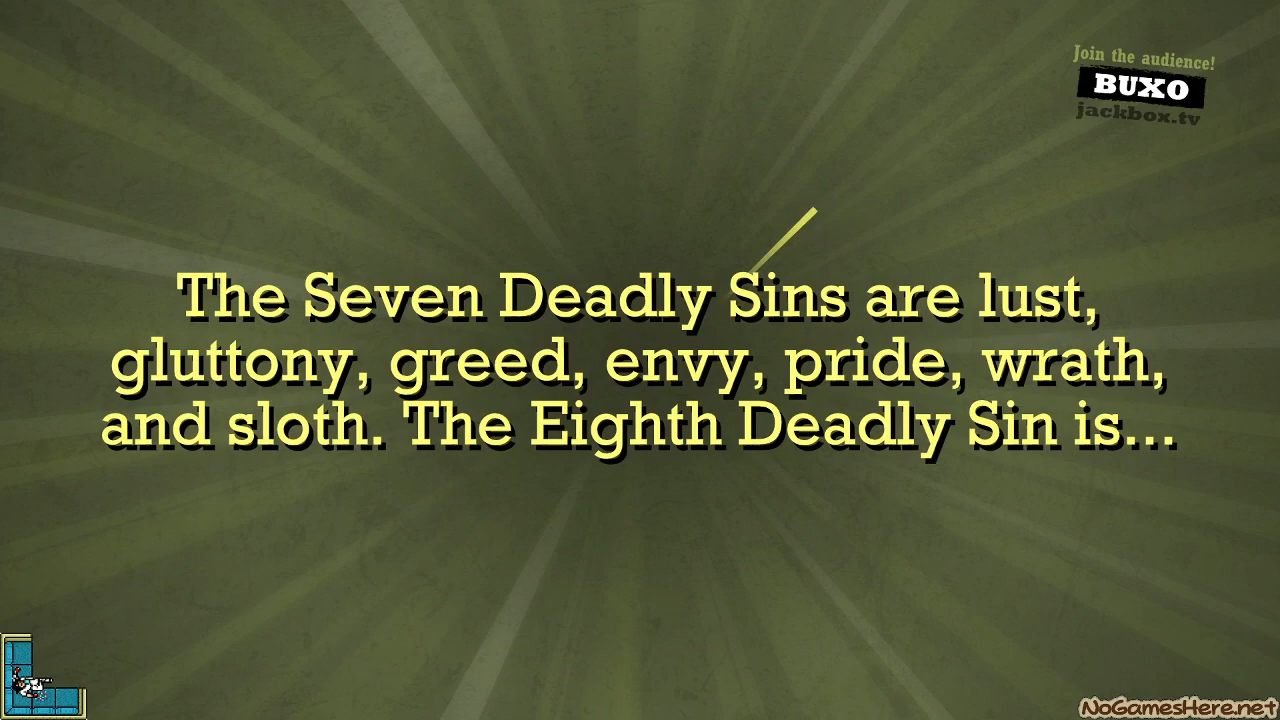 Join the audience!
BUXO
jackbox.tv
The Seven Deadly Sins are lust,
gluttony, greed, envy, pride, wrath,
and sloth. The Eighth Deadly Sin is...
NoGamesHere.net